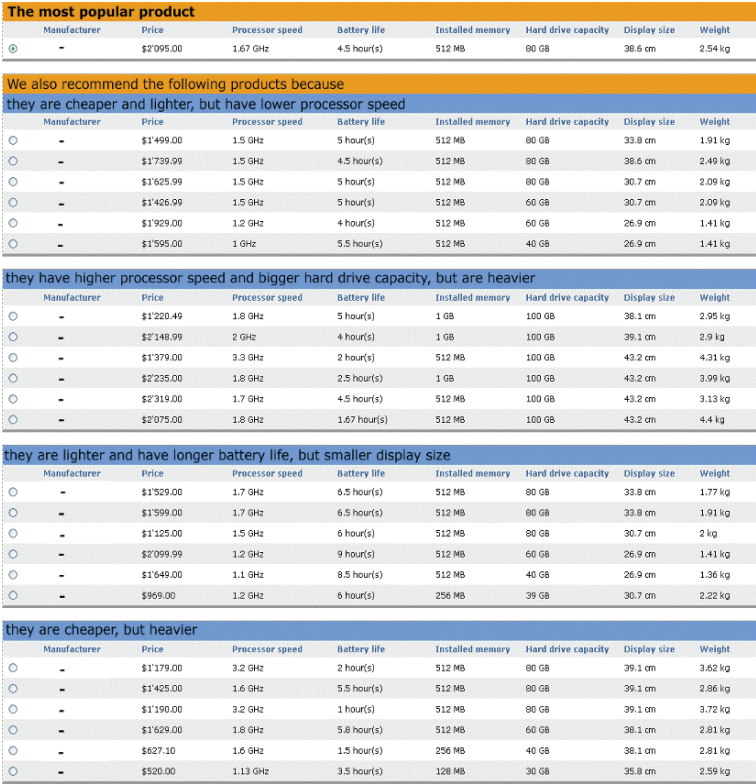 The most popular product
Manufacturer Price Processor speed Battery life Installed memory Hard drive capacity Display size Weight
- $2'095.00 1.67 GHz 4.5 hour(s) 512 MB 80 GB 38.6 cm 2.54 kg
We also recommend the following products because
they are cheaper and lighter, but have lower processor speed
Manufacturer Price Processor speed Battery life Installed memory Hard drive capacity Display size Weight
- $1'499.00 1.5 GHz 5 hour(s) 512 MB 80 GB 33.8 cm 1.91 kg
- $1'739.99 1.5 GHz 4.5 hour(s) 512 MB 80 GB 38.6 cm 2.49 kg
- $1'625.99 1.5 GHz 5 hour(s) 512 MB 80 GB 30.7 cm 2.09 kg
- $1'426.99 1.5 GHz 5 hour(s) 512 MB 60 GB 30.7 cm 2.09 kg
- $1'929.00 1.2 GHz 4 hour(s) 512 MB 60 GB 26.9 cm 1.41 kg
- $1'595.00 1 GHz 5.5 hour(s) 512 MB 40 GB 26.9 cm 1.41 kg
they have higher processor speed and bigger hard drive capacity, but are heavier
Manufacturer Price Processor speed Battery life Installed memory Hard drive capacity Display size Weight
- $1'220.49 1.8 GHz 5 hour(s) 1 GB 100 GB 38.1 cm 2.95 kg
- $2'148.99 2 GHz 4 hour(s) 1 GB 100 GB 39.1 cm 2.9 kg
- $1'379.00 3.3 GHz 2 hour(s) 512 MB 100 GB 43.2 cm 4.31 kg
- $2'235.00 1.8 GHz 2.5 hour(s) 1 GB 100 GB 43.2 cm 3.99 kg
- $2'319.00 1.7 GHz 4.5 hour(s) 512 MB 100 GB 43.2 cm 3.13 kg
- $2'075.00 1.8 GHz 1.67 hour(s) 512 MB 100 GB 43.2 cm 4.4 kg
they are lighter and have longer battery life, but smaller display size
Manufacturer Price Processor speed Battery life Installed memory Hard drive capacity Display size Weight
- $1'529.00 1.7 GHz 6.5 hour(s) 512 MB 80 GB 33.8 cm 1.77 kg
- $1'599.00 1.7 GHz 6.5 hour(s) 512 MB 80 GB 33.8 cm 1.91 kg
- $1'125.00 1.5 GHz 6 hour(s) 512 MB 80 GB 30.7 cm 2 kg
- $2'099.99 1.2 GHz 9 hour(s) 512 MB 60 GB 26.9 cm 1.41 kg
- $1'649.00 1.1 GHz 8.5 hour(s) 512 MB 40 GB 26.9 cm 1.36 kg
- $969.00 1.2 GHz 6 hour(s) 256 MB 39 GB 30.7 cm 2.22 kg
they are cheaper, but heavier
Manufacturer Price Processor speed Battery life Installed memory Hard drive capacity Display size Weight
- $1'179.00 3.2 GHz 2 hour(s) 512 MB 80 GB 39.1 cm 3.62 kg
- $1'425.00 1.6 GHz 5.5 hour(s) 512 MB 80 GB 39.1 cm 2.86 kg
- $1'190.00 3.2 GHz 1 hour(s) 512 MB 80 GB 39.1 cm 3.72 kg
- $1'629.00 1.8 GHz 5.8 hour(s) 512 MB 60 GB 38.1 cm 2.81 kg
- $627.10 1.6 GHz 1.5 hour(s) 256 MB 40 GB 38.1 cm 2.81 kg
- $520.00 1.13 GHz 3.5 hour(s) 128 MB 30 GB 35.8 cm 2.59 kg